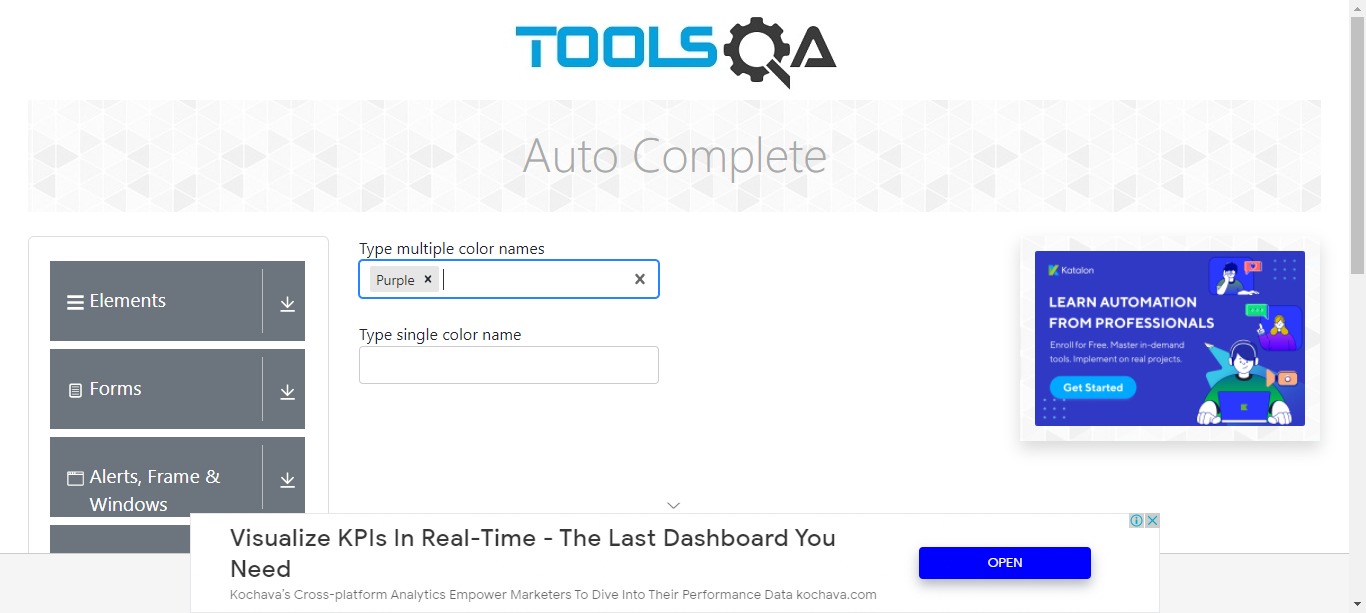 TOOLSQA
Auto Complete
Elements
Forms
Alerts, Frame &
Windows
Type multiple color names
Purple ×
×
Type single color name
Katalon
LEARN AUTOMATION
FROM PROFESSIONALS
Enroll for Free. Master in-demand
tools. Implement on real projects.
Get Started
Visualize KPIs In Real-Time - The Last Dashboard You
Need
Kochava's Cross-platform Analytics Empower Marketers To Dive Into Their Performance Data kochava.com
OPEN